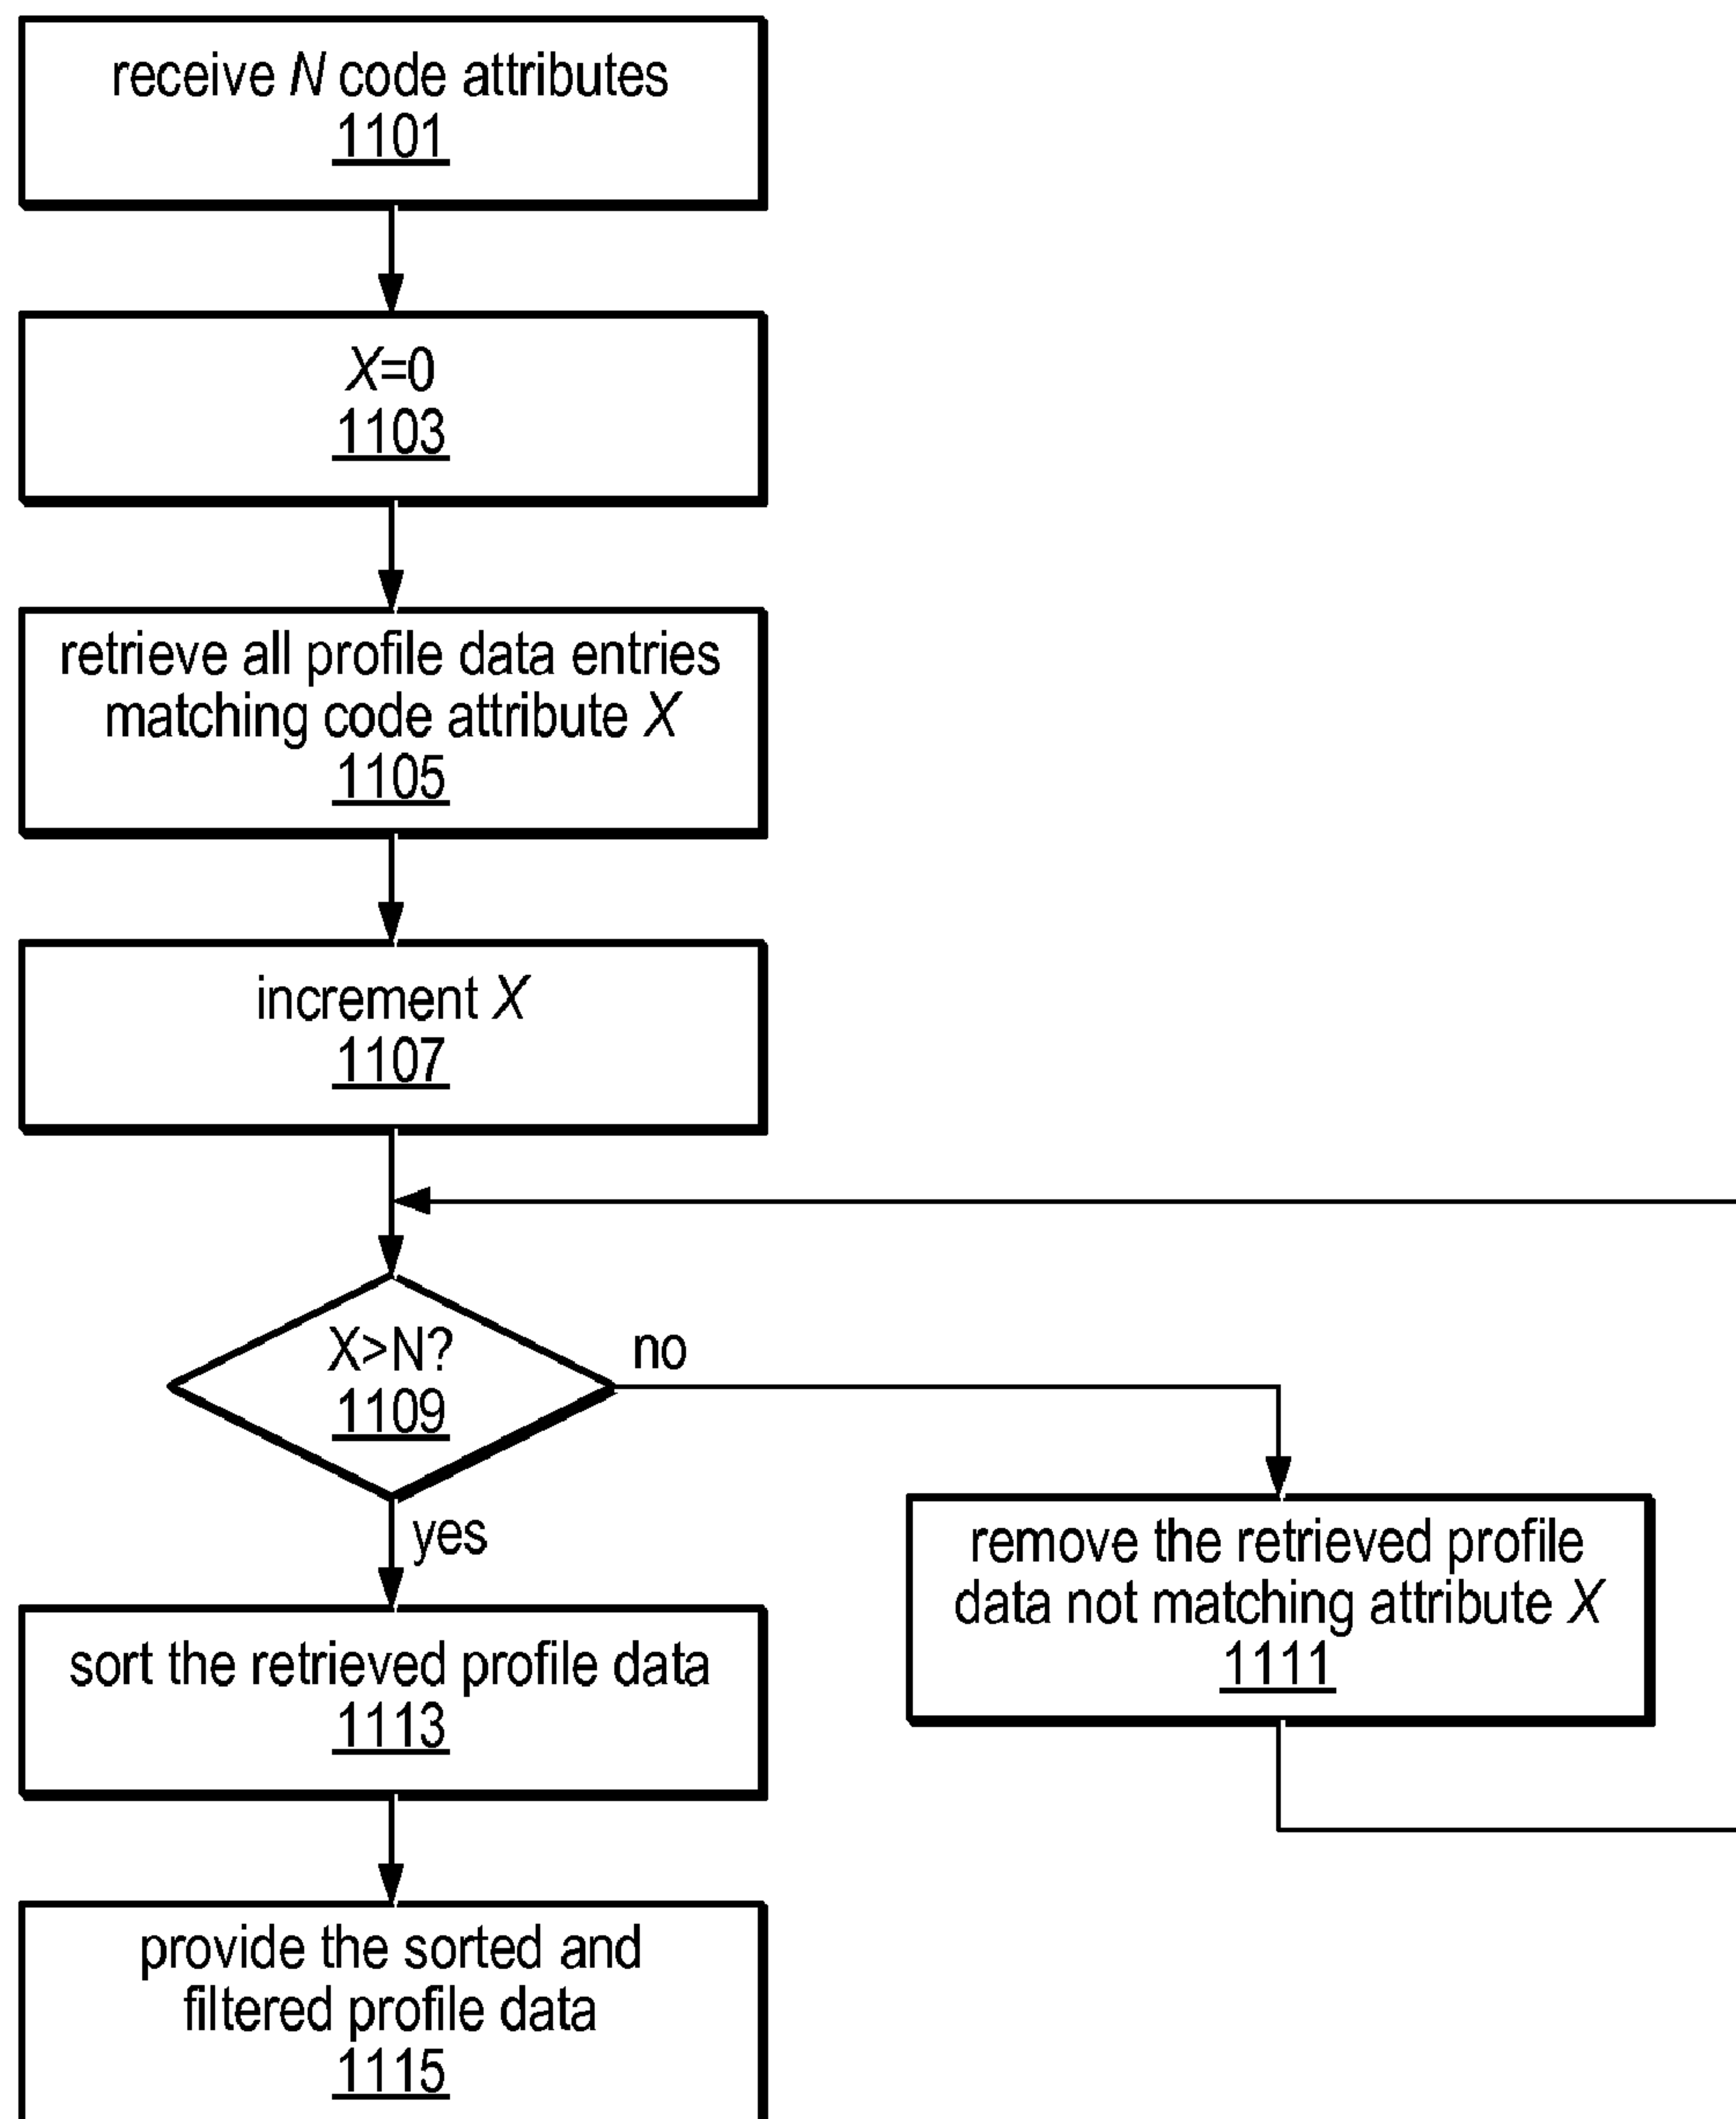 receive N code attributes
1101
X=0
1103
retrieve all profile data entries
matching code attribute X
1105
increment X
1107
X>N?
1109
no
yes
remove the retrieved profile
data not matching attribute X
1111
sort the retrieved profile data
1113
provide the sorted and
filtered profile data
1115